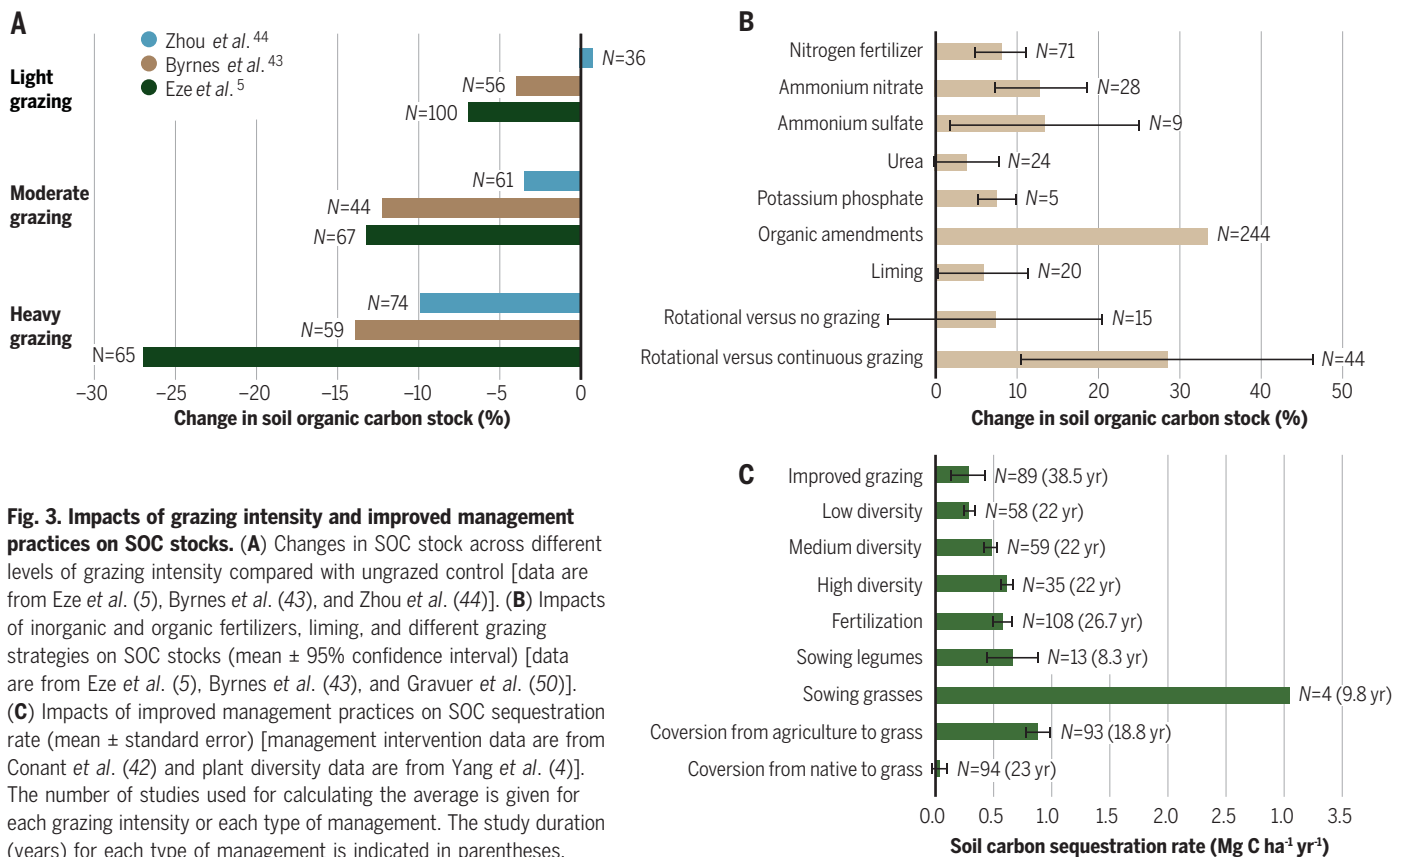 A
Zhou et al. 44
Byrnes et al. 43
Eze et al. 5
Light
grazing
N=36
N=56
N=100
Moderate
grazing
N=61
N=44
N=67
Heavy
grazing
N=74
N=59
N=65
−30 −25 −20 −15 −10 −5 0
Change in soil organic carbon stock (%)
B
Nitrogen fertilizer N=71
Ammonium nitrate N=28
Ammonium sulfate N=9
Urea N=24
Potassium phosphate N=5
Organic amendments N=244
Liming N=20
Rotational versus no grazing N=15
Rotational versus continuous grazing N=44
0 10 20 30 40 50
Change in soil organic carbon stock (%)
C
Improved grazing N=89 (38.5 yr)
Low diversity N=58 (22 yr)
Medium diversity N=59 (22 yr)
High diversity N=35 (22 yr)
Fertilization N=108 (26.7 yr)
Sowing legumes N=13 (8.3 yr)
Sowing grasses N=4 (9.8 yr)
Coversion from agriculture to grass N=93 (18.8 yr)
Coversion from native to grass N=94 (23 yr)
0.0 0.5 1.0 1.5 2.0 2.5 1.0 3.5
Soil carbon sequestration rate (Mg C ha-1 yr-1)
Fig. 3. Impacts of grazing intensity and improved management
practices on SOC stocks. (A) Changes in SOC stock across different
levels of grazing intensity compared with ungrazed control [data are
from Eze et al. (5), Byrnes et al. (43), and Zhou et al. (44)]. (B) Impacts
of inorganic and organic fertilizers, liming, and different grazing
strategies on SOC stocks (mean ± 95% confidence interval) [data
are from Eze et al. (5), Byrnes et al. (43), and Gravuer et al. (50)].
(C) Impacts of improved management practices on SOC sequestration
rate (mean ± standard error) [management intervention data are from
Conant et al. (42) and plant diversity data are from Yang et al. (4)].
The number of studies used for calculating the average is given for
each grazing intensity or each type of management. The study duration
(years) for each type of management is indicated in parentheses.